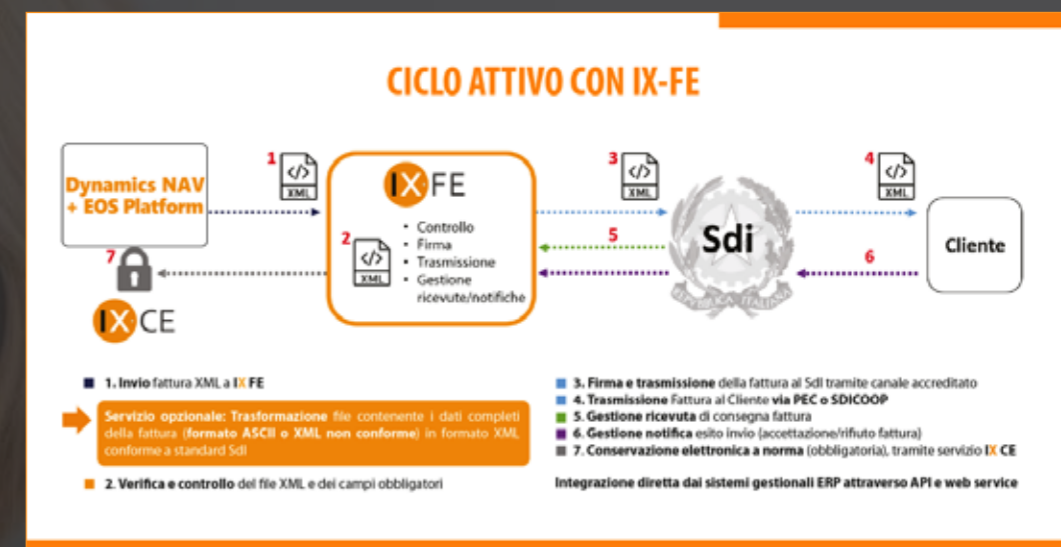 CICLO ATTIVO CON IX-FE
1
</>
XML
3
</>
XML
4
</>
XML
Dynamics NAV
+ EOS Platform
IX FE
2
</>
XML
• Controllo
• Firma
• Trasmissione
• Gestione
ricevute/notifiche
5
Sdi
REPVBBLICA ITALIANA
6
Cliente
7
IX CE
1. Invio fattura XML a IX FE
Servizio opzionale: Trasformazione file contenente i dati completi
della fattura (formato ASCII o XML non conforme) in formato XML
conforme a standard SdI
2. Verifica e controllo del file XML e dei campi obbligatori
3. Firma e trasmissione della fattura al SdI tramite canale accreditato
4. Trasmissione Fattura al Cliente via PEC o SDICOOP
5. Gestione ricevuta di consegna fattura
6. Gestione notifica esito invio (accettazione/rifiuto fattura)
7. Conservazione elettronica a norma (obbligatoria), tramite servizio IX CE
Integrazione diretta dai sistemi gestionali ERP attraverso API e web service